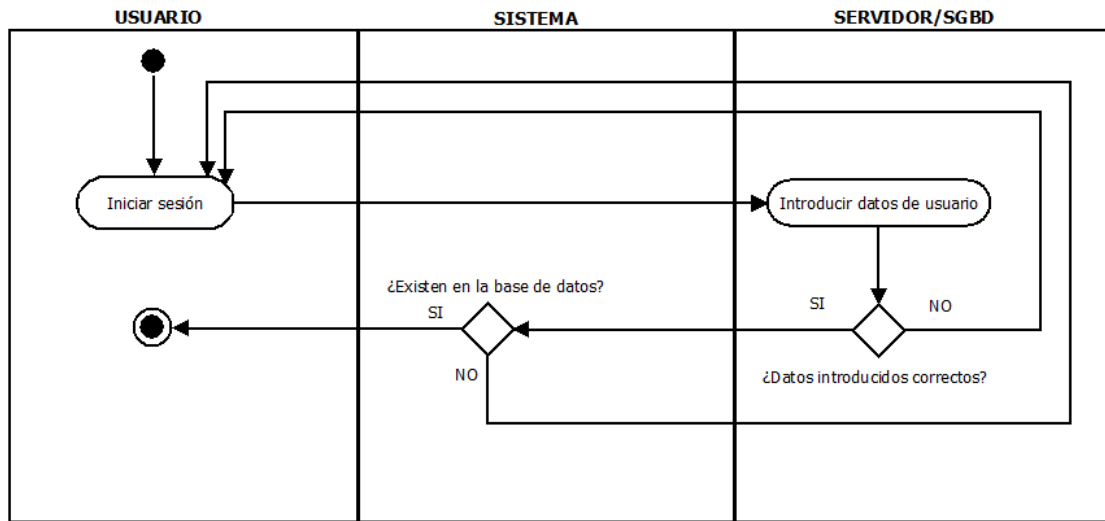 USUARIO
SISTEMA
SERVIDOR/SGBD
Iniciar sesión
Introducir datos de usuario
¿Existen en la base de datos?
SI
SI
NO
NO
¿Datos introducidos correctos?